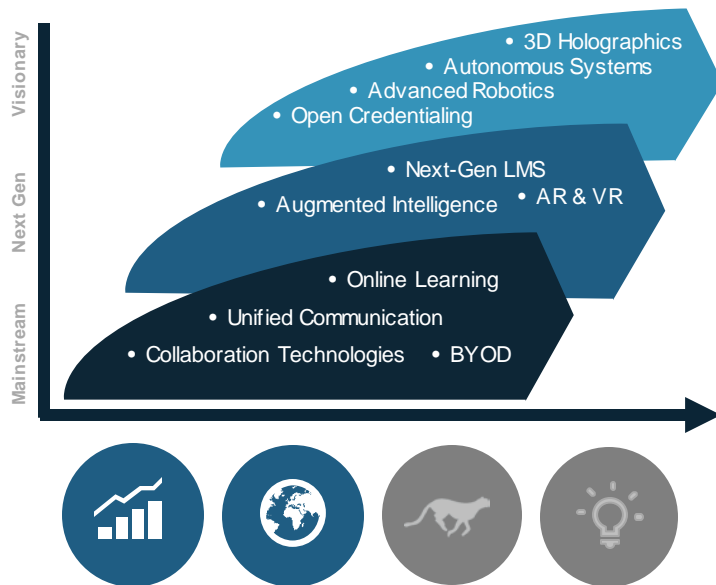 Visionary
• 3D Holographics
• Autonomous Systems
• Advanced Robotics
• Open Credentialing
Next Gen
• Next-Gen LMS
• Augmented Intelligence • AR & VR
Mainstream
• Online Learning
• Unified Communication
• Collaboration Technologies • BYOD